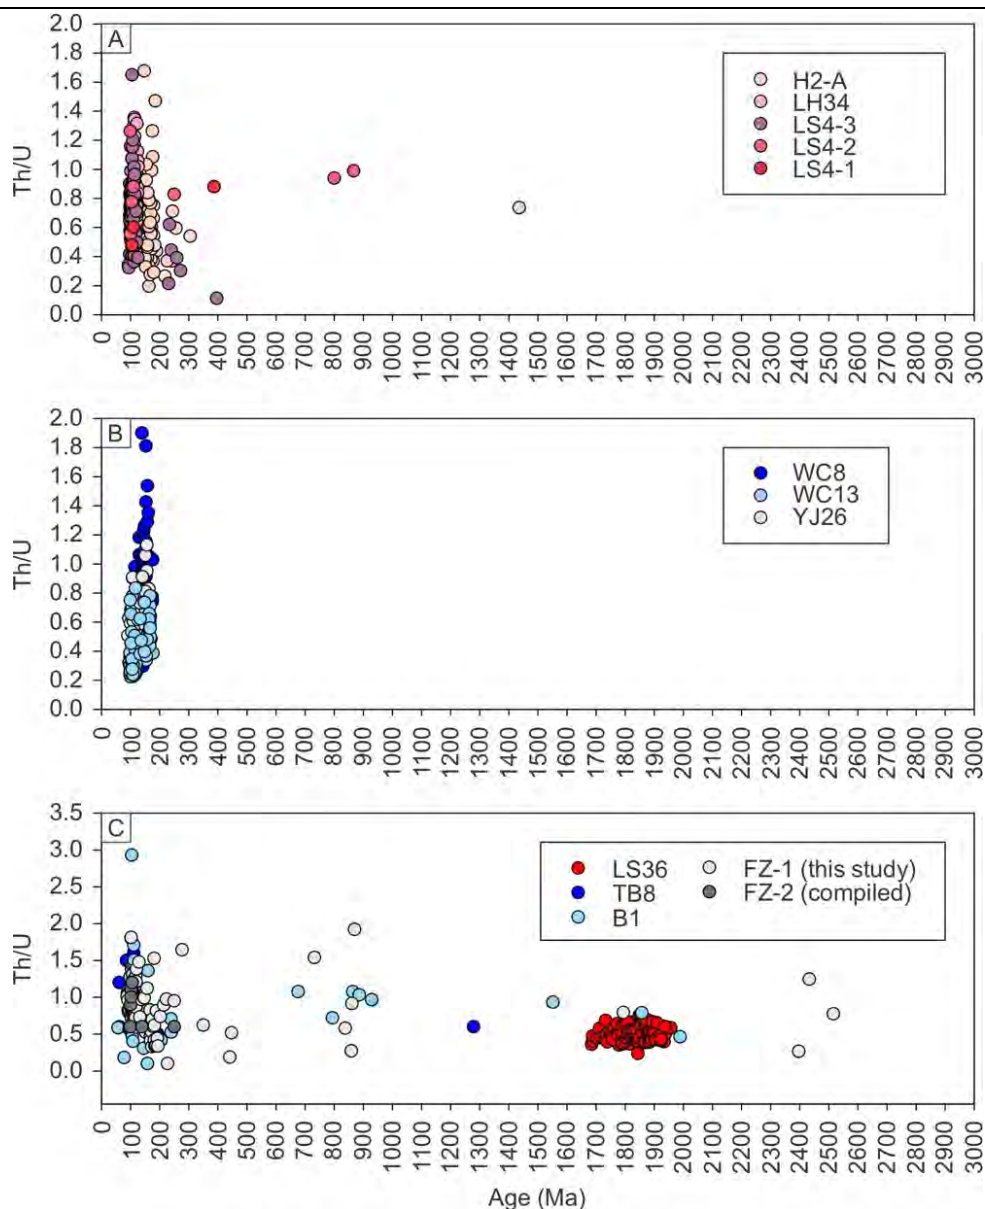 A
2.0
1.8
1.6
1.4
1.2
1.0
0.8
0.6
0.4
0.2
0.0
Th/U
H2-A
LH34
LS4-3
LS4-2
LS4-1
0 100 200 300 400 500 600 700 800 900 1000 1100 1200 1300 1400 1500 1600 1700 1800 1900 2000 2100 2200 2300 2400 2500 2600 2700 2800 2900 3000
B
2.0
1.8
1.6
1.4
1.2
1.0
0.8
0.6
0.4
0.2
0.0
Th/U
WC8
WC13
YJ26
0 100 200 300 400 500 600 700 800 900 1000 1100 1200 1300 1400 1500 1600 1700 1800 1900 2000 2100 2200 2300 2400 2500 2600 2700 2800 2900 3000
C
3.5
3.0
2.5
2.0
1.5
1.0
0.5
0.0
Th/U
LS36 FZ-1 (this study)
TB8 FZ-2 (compiled)
B1
0 100 200 300 400 500 600 700 800 900 1000 1100 1200 1300 1400 1500 1600 1700 1800 1900 2000 2100 2200 2300 2400 2500 2600 2700 2800 2900 3000
Age (Ma)